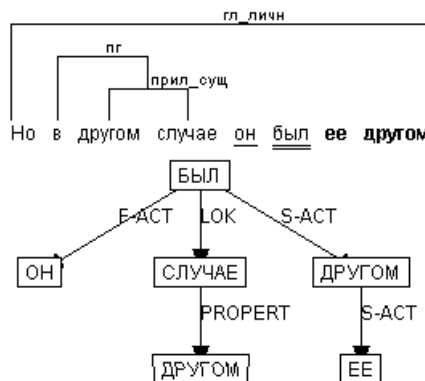 гл_личн
пг
прил_сущ
Но в другом случае он был ее другом
БЫЛ
F-ACT LOK S-ACT
ОН СЛУЧАЕ ДРУГОМ
PROPERT S-ACT
ДРУГОМ ЕЕ